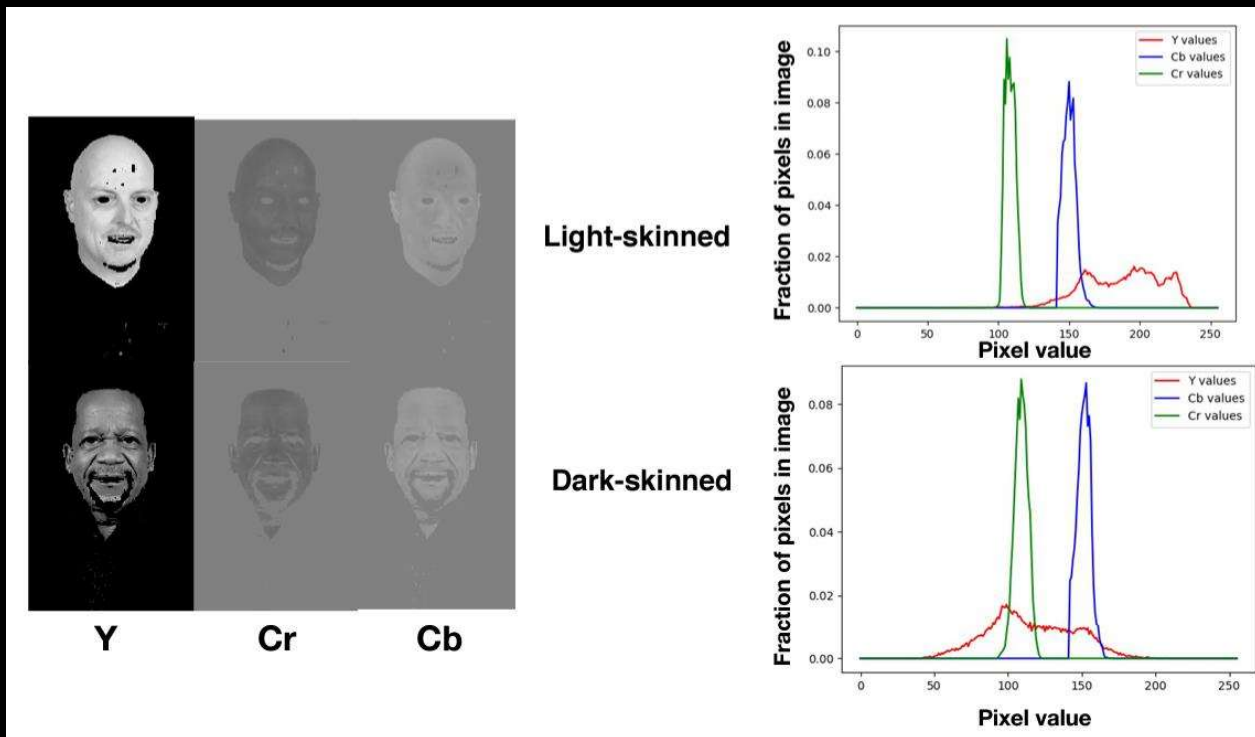 Light-skinned
Dark-skinned
Y
Cr
Cb
Fraction of pixels in image
0.10
0.08
0.06
0.04
0.02
0.00
0
50
100
150
200
250
Pixel value
Y values
Cb values
Cr values
Fraction of pixels in image
0.08
0.06
0.04
0.02
0.00
0
50
100
150
200
250
Pixel value
Y values
Cb values
Cr values